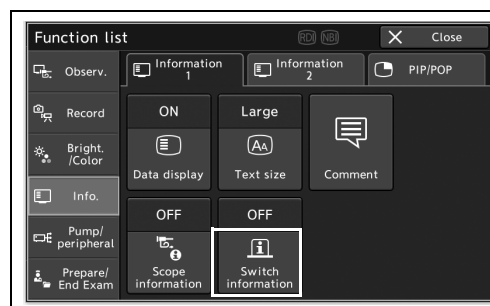 Function list
RDI NBI
Close
Observ.
Information
1
Information
2
PIP/POP
Record
ON
Large
Bright.
/Color
Data display
AA
Text size
Comment
Info.
OFF
OFF
Pump/
peripheral
Prepare/
End Exam
Scope
information
Switch
information